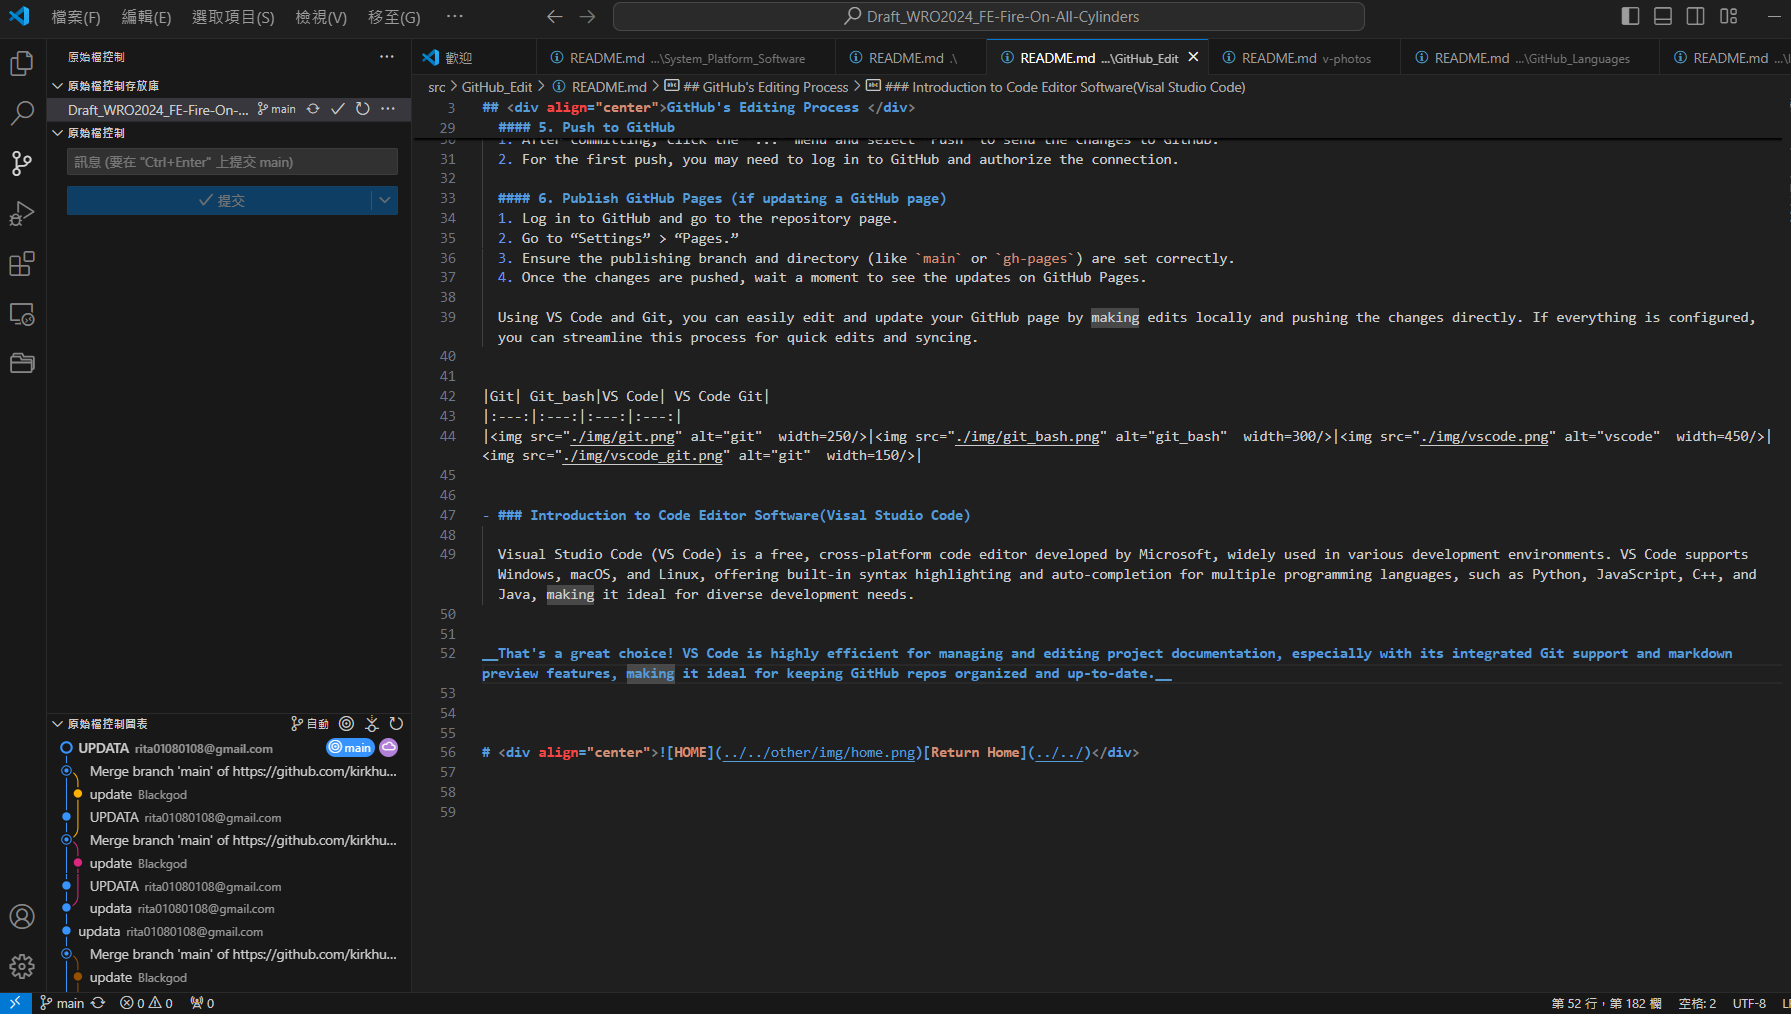 檔案(F) 編輯(E) 選取項目(S) 檢視(V) 移至(G) ··· Draft_WRO2024_FE-Fire-On-All-Cylinders
原始檔控制 ···
原始檔控制存放庫
Draft_WRO2024_FE-Fire-On-... main ···
原始檔控制
訊息 (要在 "Ctrl+Enter" 上提交 main)
提交
歡迎 README.md ...\System_Platform_Software README.md .\ README.md ...\GitHub_Edit README.md v-photos README.md ...\GitHub_Languages README.md
src > GitHub_Edit > README.md > ## GitHub's Editing Process > ### Introduction to Code Editor Software(Visal Studio Code)
3 ## <div align="center">GitHub's Editing Process </div>
29 #### 5. Push to GitHub
30 1. After committing, click the "..." menu and select "Push" to send the changes to GitHub.
31 2. For the first push, you may need to log in to GitHub and authorize the connection.
32
33 #### 6. Publish GitHub Pages (if updating a GitHub page)
34 1. Log in to GitHub and go to the repository page.
35 2. Go to “Settings” > “Pages.”
36 3. Ensure the publishing branch and directory (like `main` or `gh-pages`) are set correctly.
37 4. Once the changes are pushed, wait a moment to see the updates on GitHub Pages.
38
39 Using VS Code and Git, you can easily edit and update your GitHub page by making edits locally and pushing the changes directly. If everything is configured,
you can streamline this process for quick edits and syncing.
40
41
42 |Git| Git_bash|VS Code| VS Code Git|
43 |:---:|:---:|:---:|:---:|
44 |<img src="./img/git.png" alt="git"  width=250/>|<img src="./img/git_bash.png" alt="git_bash"  width=300/>|<img src="./img/vscode.png" alt="vscode"  width=450/>|
<img src="./img/vscode_git.png" alt="git"  width=150/>|
45
46
47 - ### Introduction to Code Editor Software(Visal Studio Code)
48
49 Visual Studio Code (VS Code) is a free, cross-platform code editor developed by Microsoft, widely used in various development environments. VS Code supports
Windows, macOS, and Linux, offering built-in syntax highlighting and auto-completion for multiple programming languages, such as Python, JavaScript, C++, and
Java, making it ideal for diverse development needs.
50
51
52 __That's a great choice! VS Code is highly efficient for managing and editing project documentation, especially with its integrated Git support and markdown
preview features, making it ideal for keeping GitHub repos organized and up-to-date.__
53
54
55
56 # <div align="center">![HOME](../../other/img/home.png)[Return Home](../../)</div>
57
58
59
原始檔控制圖表 自動
UPDATA rita01080108@gmail.com main
Merge branch 'main' of https://github.com/kirkhu...
update Blackgod
UPDATA rita01080108@gmail.com
Merge branch 'main' of https://github.com/kirkhu...
update Blackgod
UPDATA rita01080108@gmail.com
updata rita01080108@gmail.com
updata rita01080108@gmail.com
Merge branch 'main' of https://github.com/kirkhu...
update Blackgod
main 0 0 0 第 52 行，第 182 欄 空格: 2 UTF-8